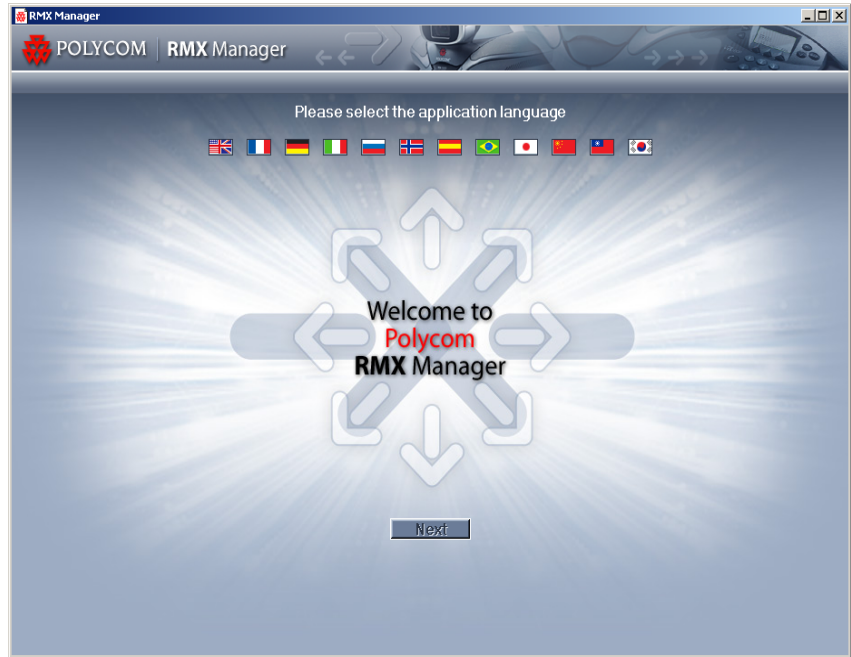 RMX Manager
POLYCOM | RMX Manager
Please select the application language
Welcome to
Polycom
RMX Manager
Next